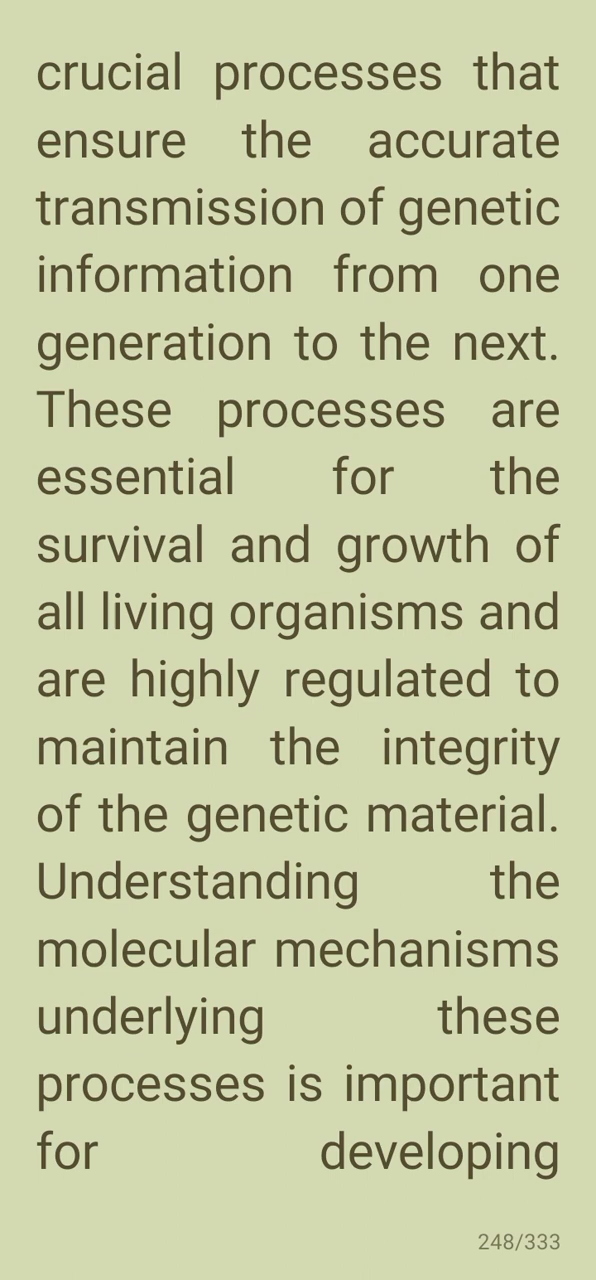 crucial processes that
ensure the accurate
transmission of genetic
information from one
generation to the next.
These processes are
essential for the
survival and growth of
all living organisms and
are highly regulated to
maintain the integrity
of the genetic material.
Understanding the
molecular mechanisms
underlying these
processes is important
for developing
248/333